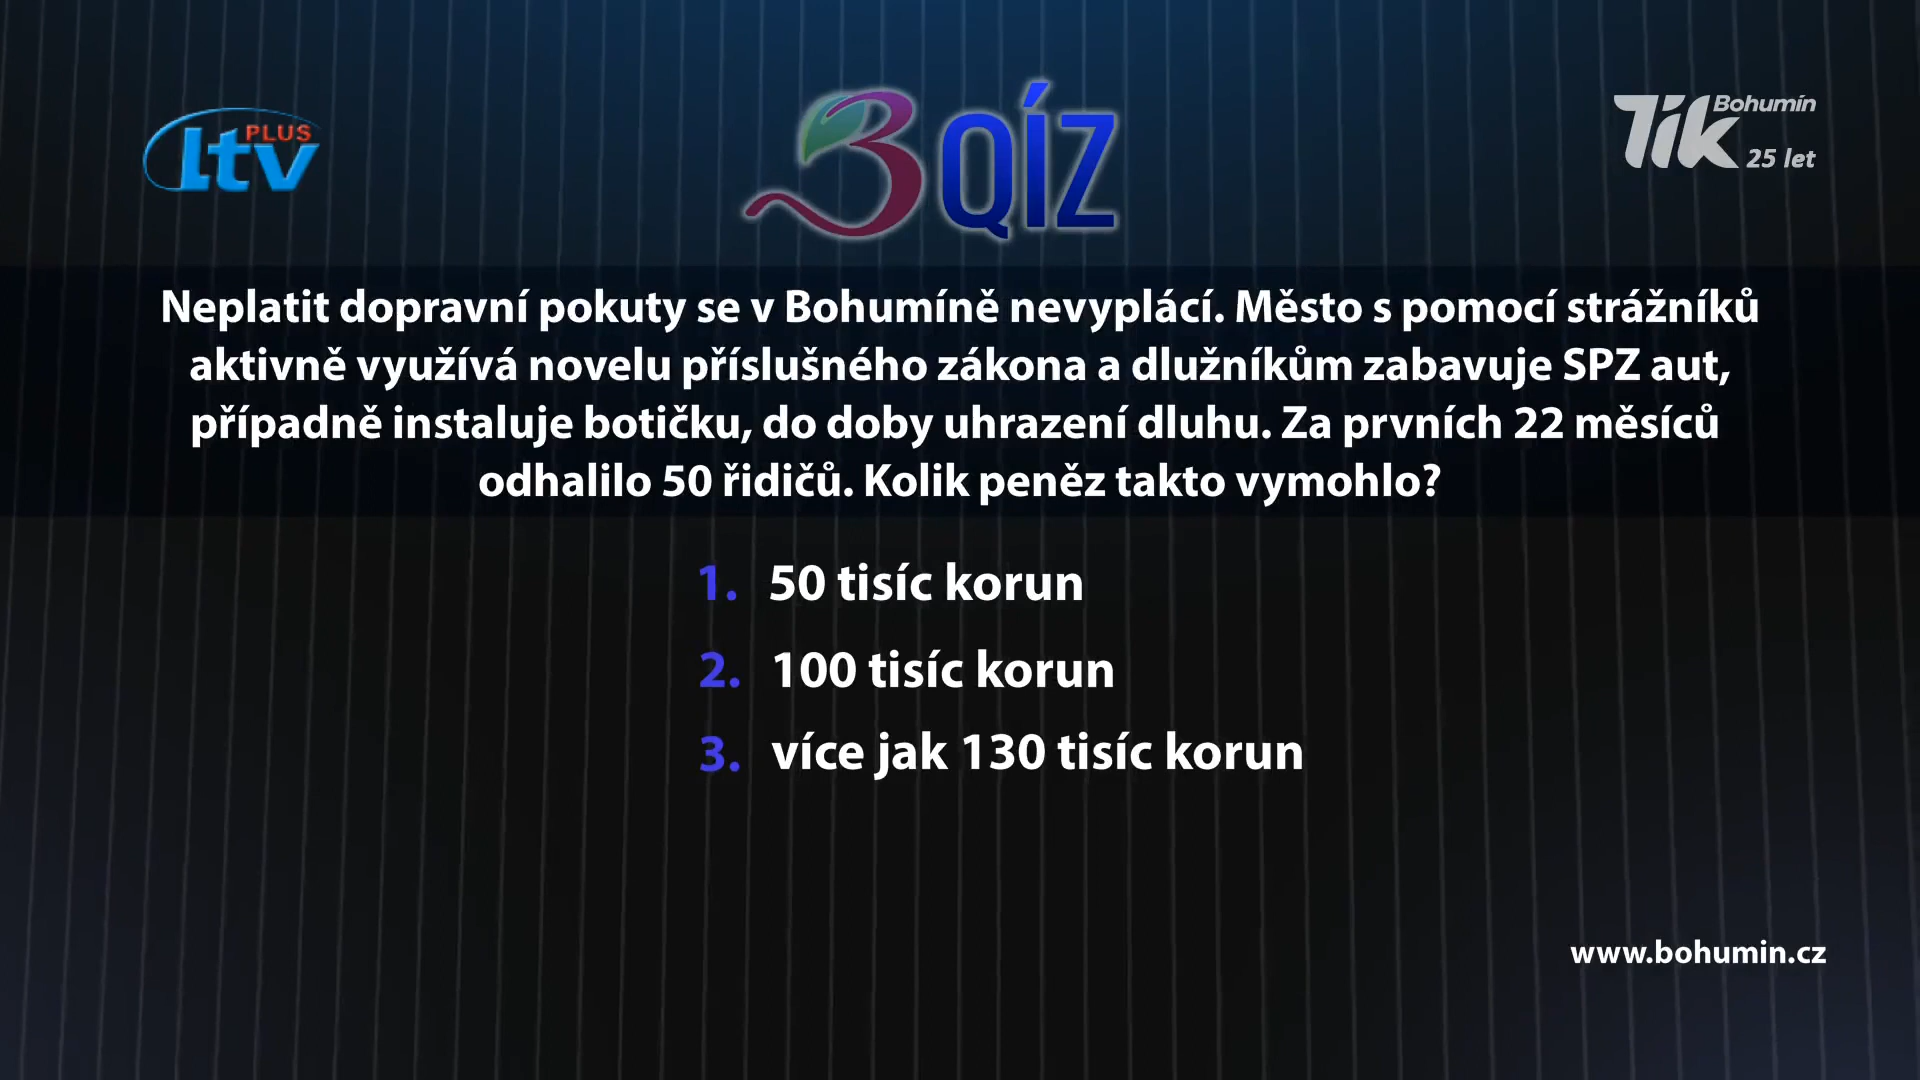 ltv PLUS
B QÍZ
Tik Bohumín
25 let
Neplatit dopravní pokuty se v Bohumíně nevyplácí. Město s pomocí strážníků
aktivně využívá novelu příslušného zákona a dlužníkům zabavuje SPZ aut,
případně instaluje botičku, do doby uhrazení dluhu. Za prvních 22 měsíců
odhalilo 50 řidičů. Kolik peněz takto vymohlo?
1. 50 tisíc korun
2. 100 tisíc korun
3. více jak 130 tisíc korun
www.bohumin.cz